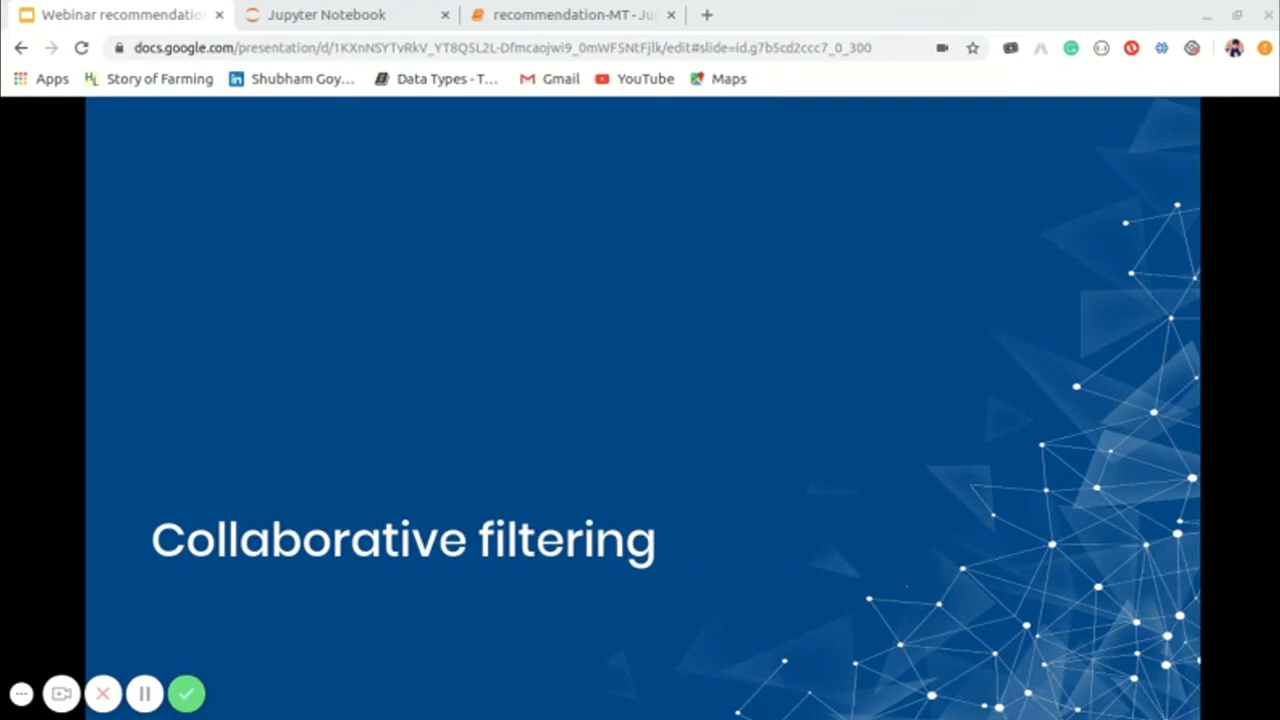 Webinar recommendatio
Jupyter Notebook
recommendation-MT - Ju
docs.google.com/presentation/d/1KXnNSYTvRkV_YT8Q5L2L-Dfmcaojwi9_0mWF5NtFjlk/edit#slide=id.g7b5cd2ccc7_0_300
Apps
Story of Farming
Shubham Goy...
Data Types - T...
Gmail
YouTube
Maps
Collaborative filtering